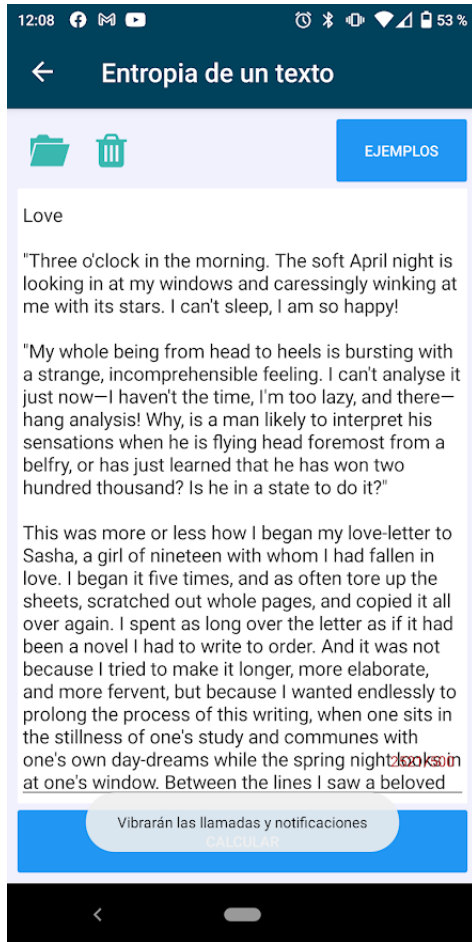 12:08 53 %
Entropia de un texto
EJEMPLOS
Love
"Three o'clock in the morning. The soft April night is
looking in at my windows and caressingly winking at
me with its stars. I can't sleep, I am so happy!
"My whole being from head to heels is bursting with
a strange, incomprehensible feeling. I can't analyse it
just now—I haven't the time, I'm too lazy, and there—
hang analysis! Why, is a man likely to interpret his
sensations when he is flying head foremost from a
belfry, or has just learned that he has won two
hundred thousand? Is he in a state to do it?"
This was more or less how I began my love-letter to
Sasha, a girl of nineteen with whom I had fallen in
love. I began it five times, and as often tore up the
sheets, scratched out whole pages, and copied it all
over again. I spent as long over the letter as if it had
been a novel I had to write to order. And it was not
because I tried to make it longer, more elaborate,
and more fervent, but because I wanted endlessly to
prolong the process of this writing, when one sits in
the stillness of one's study and communes with
one's own day-dreams while the spring night looks in
at one's window. Between the lines I saw a beloved
Vibrarán las llamadas y notificaciones
CALCULAR